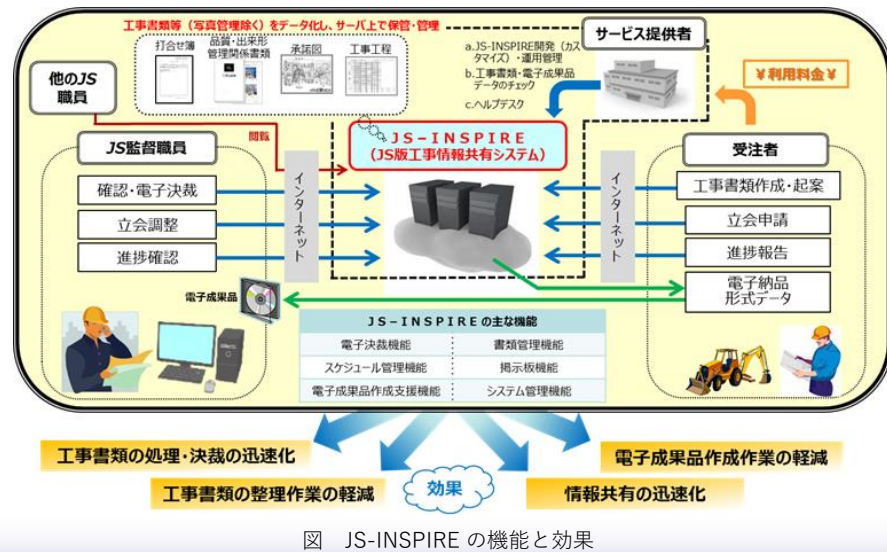 工事書類等（写真管理除く）をデータ化し、サーバ上で保管・管理
打合せ簿
品質・出来形
管理関係書類
承諾図
工事工程
サービス提供者
a.JS-INSPIRE開発（カス
タマイズ）・運用管理
b.工事書類・電子成果品
データのチェック
c.ヘルプデスク
￥利用料金￥
他のJS
職員
閲覧
JS－INSPIRE
（JS版工事情報共有システム）
JS監督職員
確認・電子決裁
立会調整
進捗確認
インターネット
インターネット
受注者
工事書類作成・起案
立会申請
進捗報告
電子納品
形式データ
電子成果品
JS－INSPIREの主な機能
電子決裁機能
書類管理機能
スケジュール管理機能
掲示板機能
電子成果品作成支援機能
システム管理機能
工事書類の処理・決裁の迅速化
電子成果品作成作業の軽減
工事書類の整理作業の軽減
効果
情報共有の迅速化
図 JS-INSPIRE の機能と効果